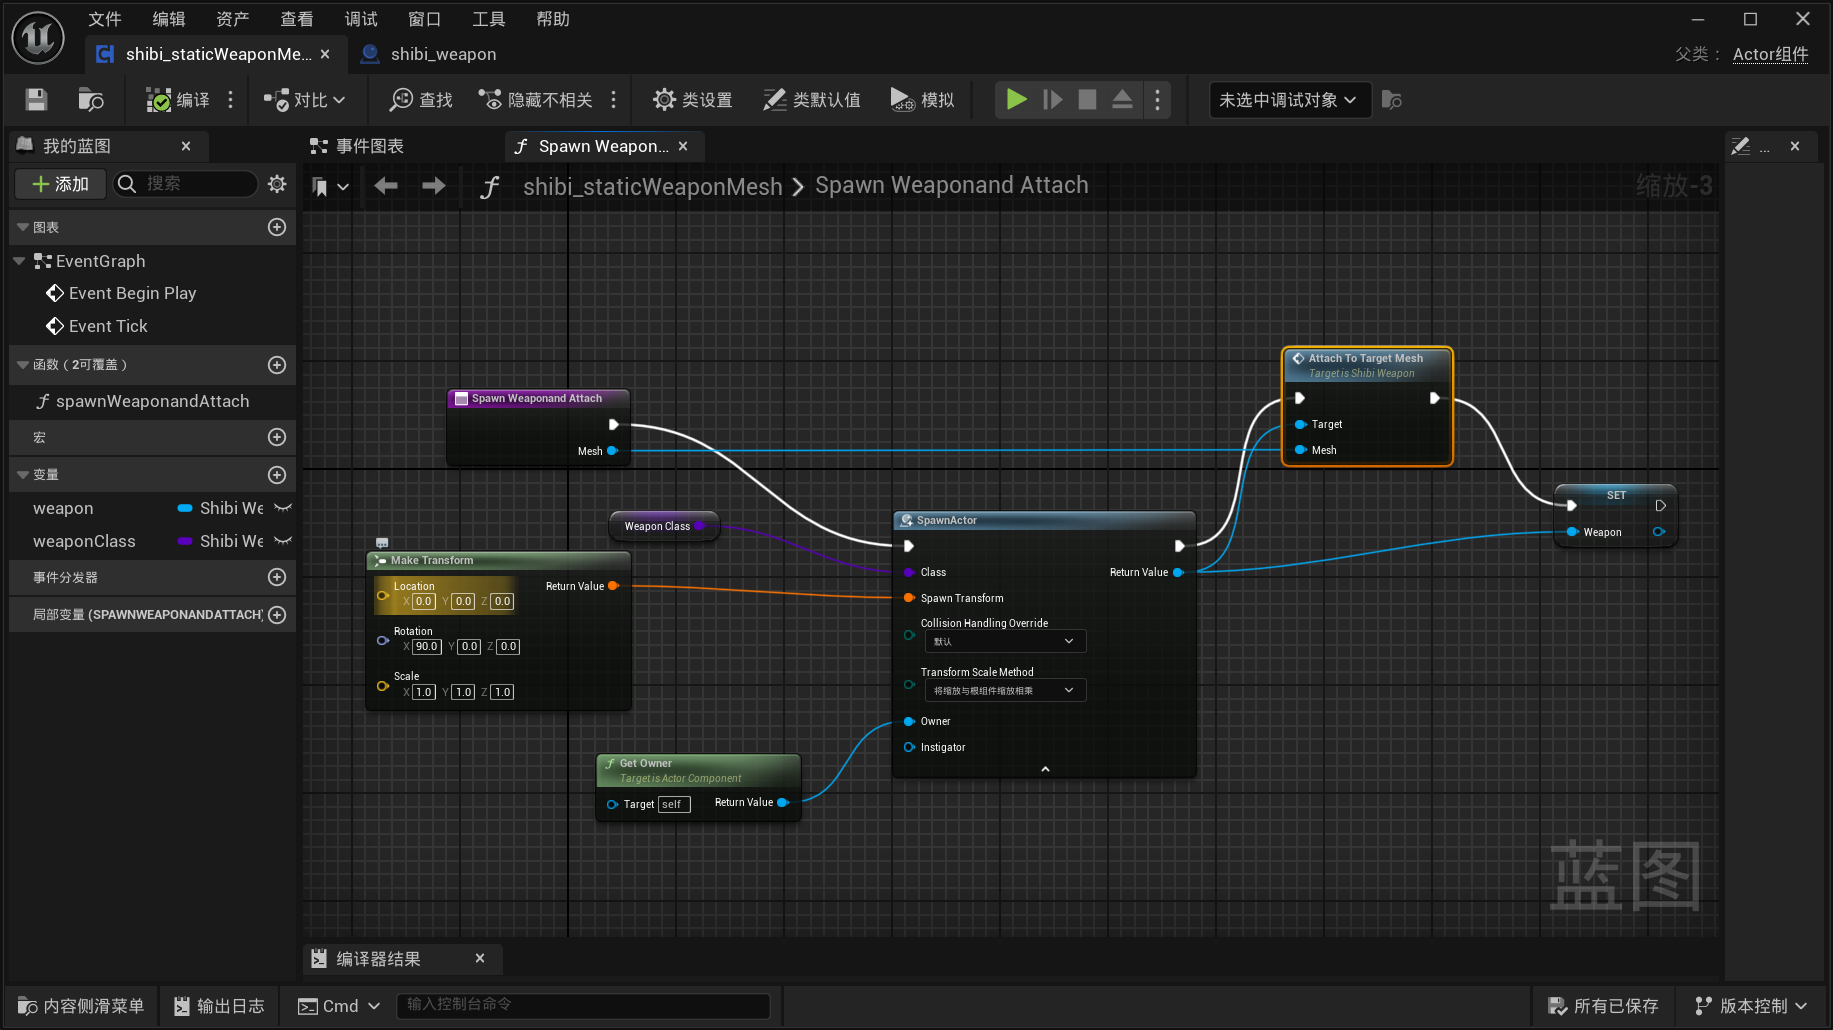 文件 编辑 资产 查看 调试 窗口 工具 帮助
shibi_staticWeaponMe... shibi_weapon
父类： Actor组件
编译 对比 查找 隐藏不相关 类设置 类默认值 模拟 未选中调试对象
我的蓝图
事件图表 Spawn Weapon... ...
添加 搜索
shibi_staticWeaponMesh Spawn Weaponand Attach 缩放-3
图表
EventGraph
Event Begin Play
Event Tick
函数（2可覆盖）
spawnWeaponandAttach
宏
变量
weapon Shibi We
weaponClass Shibi We
事件分发器
局部变量 (SPAWNWEAPONANDATTACH)
Attach To Target Mesh
Target is Shibi Weapon
Target
Mesh
Spawn Weaponand Attach
Mesh
SET
Weapon
Weapon Class
SpawnActor
Class Return Value
Spawn Transform
Collision Handling Override
默认
Transform Scale Method
将缩放与根组件缩放相乘
Owner
Instigator
Make Transform
Location Return Value
X 0.0 Y 0.0 Z 0.0
Rotation
X 90.0 Y 0.0 Z 0.0
Scale
X 1.0 Y 1.0 Z 1.0
Get Owner
Target is Actor Component
Target self Return Value
蓝图
编译器结果
内容侧滑菜单 输出日志 Cmd 输入控制台命令 所有已保存 版本控制